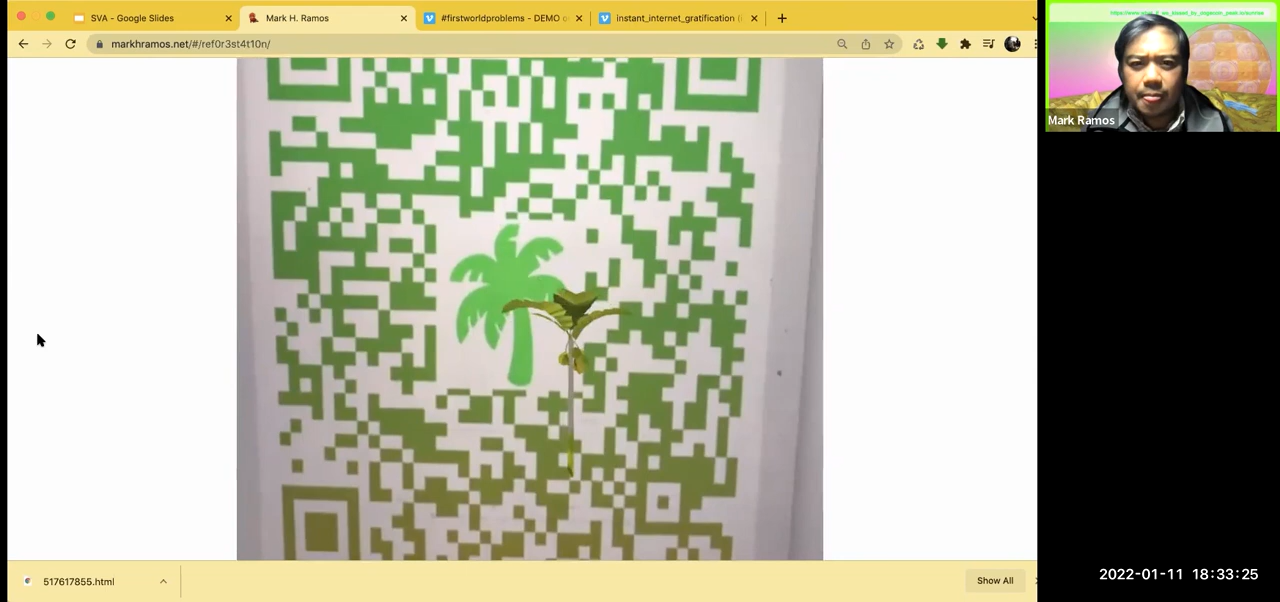 SVA - Google Slides
Mark H. Ramos
#firstworldproblems - DEMO o
instant_internet_gratification (
markhramos.net/#/ref0r3st4t10n/
Mark Ramos
517617855.html
Show All
2022-01-11 18:33:25